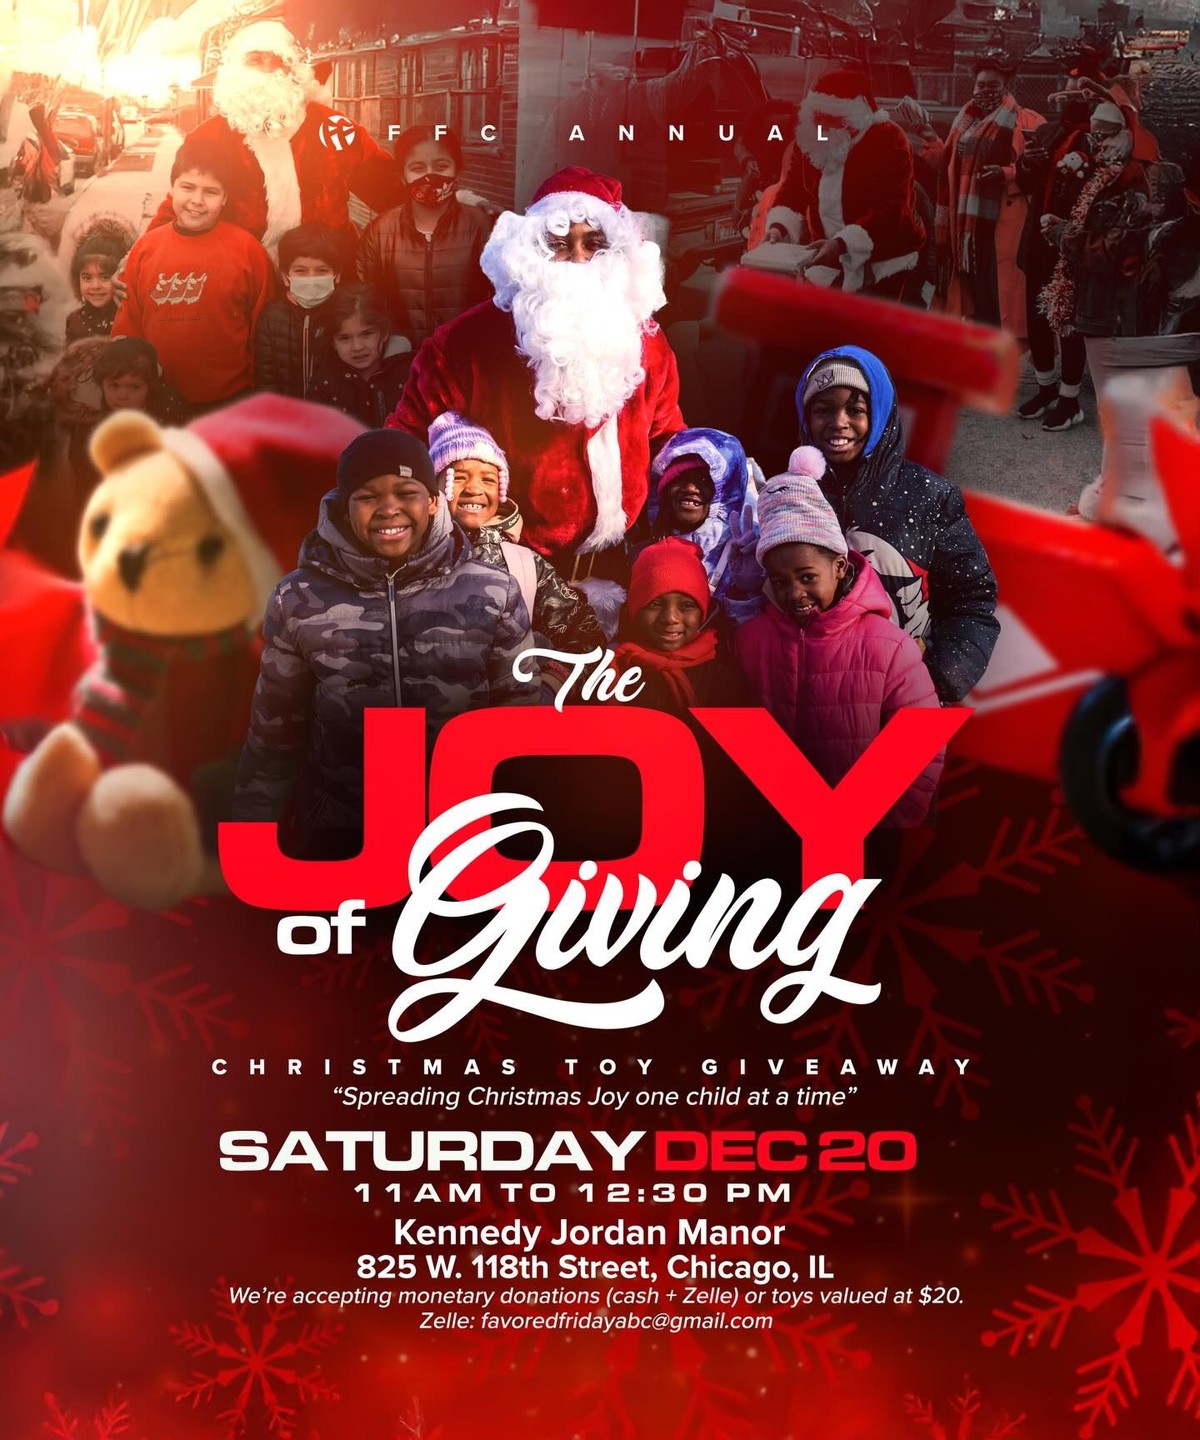 FF FFC ANNUAL
The
JOY
of Giving
CHRISTMAS TOY GIVEAWAY
“Spreading Christmas Joy one child at a time”
SATURDAY DEC 20
11AM TO 12:30 PM
Kennedy Jordan Manor
825 W. 118th Street, Chicago, IL
We’re accepting monetary donations (cash + Zelle) or toys valued at $20.
Zelle: favoredfridayabc@gmail.com